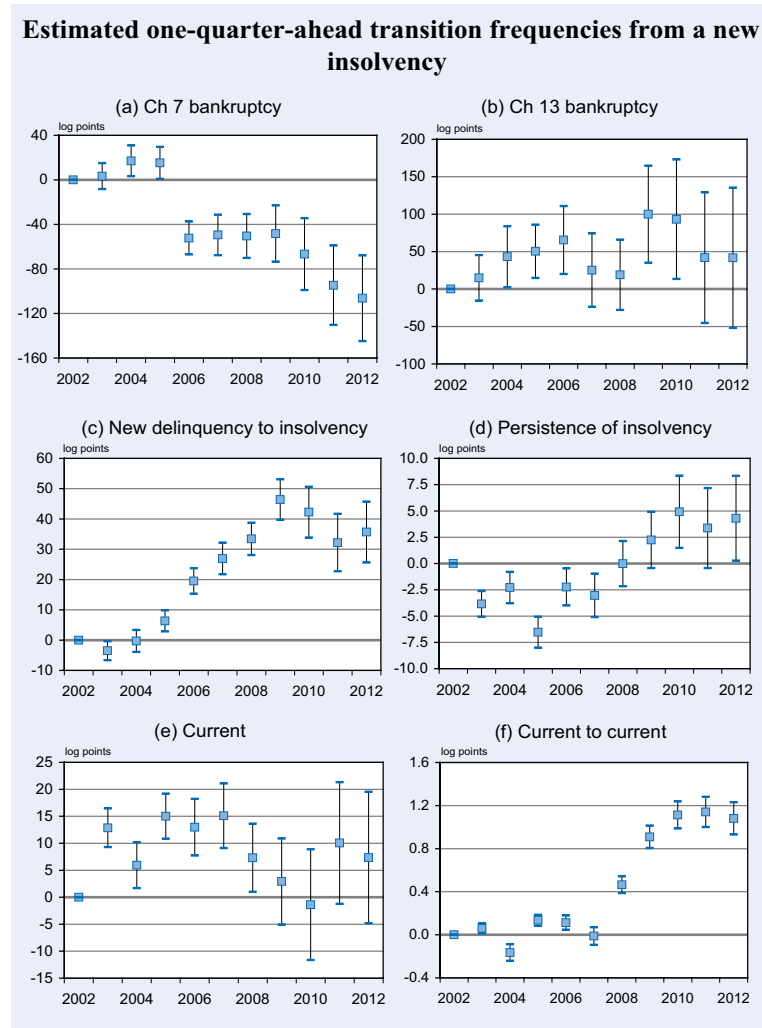 Estimated one-quarter-ahead transition frequencies from a new
insolvency
(a) Ch 7 bankruptcy
log points
40
0
-40
-80
-120
-160
2002 2004 2006 2008 2010 2012
(b) Ch 13 bankruptcy
log points
200
150
100
50
0
-50
-100
2002 2004 2006 2008 2010 2012
(c) New delinquency to insolvency
log points
60
50
40
30
20
10
0
-10
2002 2004 2006 2008 2010 2012
(d) Persistence of insolvency
log points
10.0
7.5
5.0
2.5
0.0
-2.5
-5.0
-7.5
-10.0
2002 2004 2006 2008 2010 2012
(e) Current
log points
25
20
15
10
5
0
-5
-10
-15
2002 2004 2006 2008 2010 2012
(f) Current to current
log points
1.6
1.2
0.8
0.4
0.0
-0.4
2002 2004 2006 2008 2010 2012